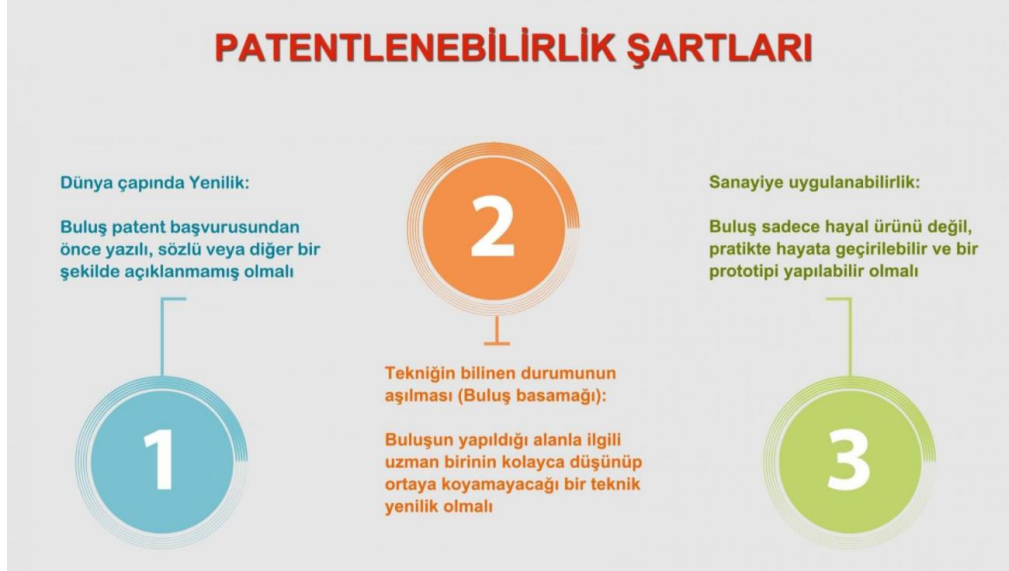 PATENTLENEBİLİRLİK ŞARTLARI
Dünya çapında Yenilik:
Buluş patent başvurusundan
önce yazılı, sözlü veya diğer bir
şekilde açıklanmamış olmalı
1
2
Tekniğin bilinen durumunun
aşılması (Buluş basamağı):
Buluşun yapıldığı alanla ilgili
uzman birinin kolayca düşünüp
ortaya koyamayacağı bir teknik
yenilik olmalı
Sanayiye uygulanabilirlik:
Buluş sadece hayal ürünü değil,
pratikte hayata geçirilebilir ve bir
prototipi yapılabilir olmalı
3